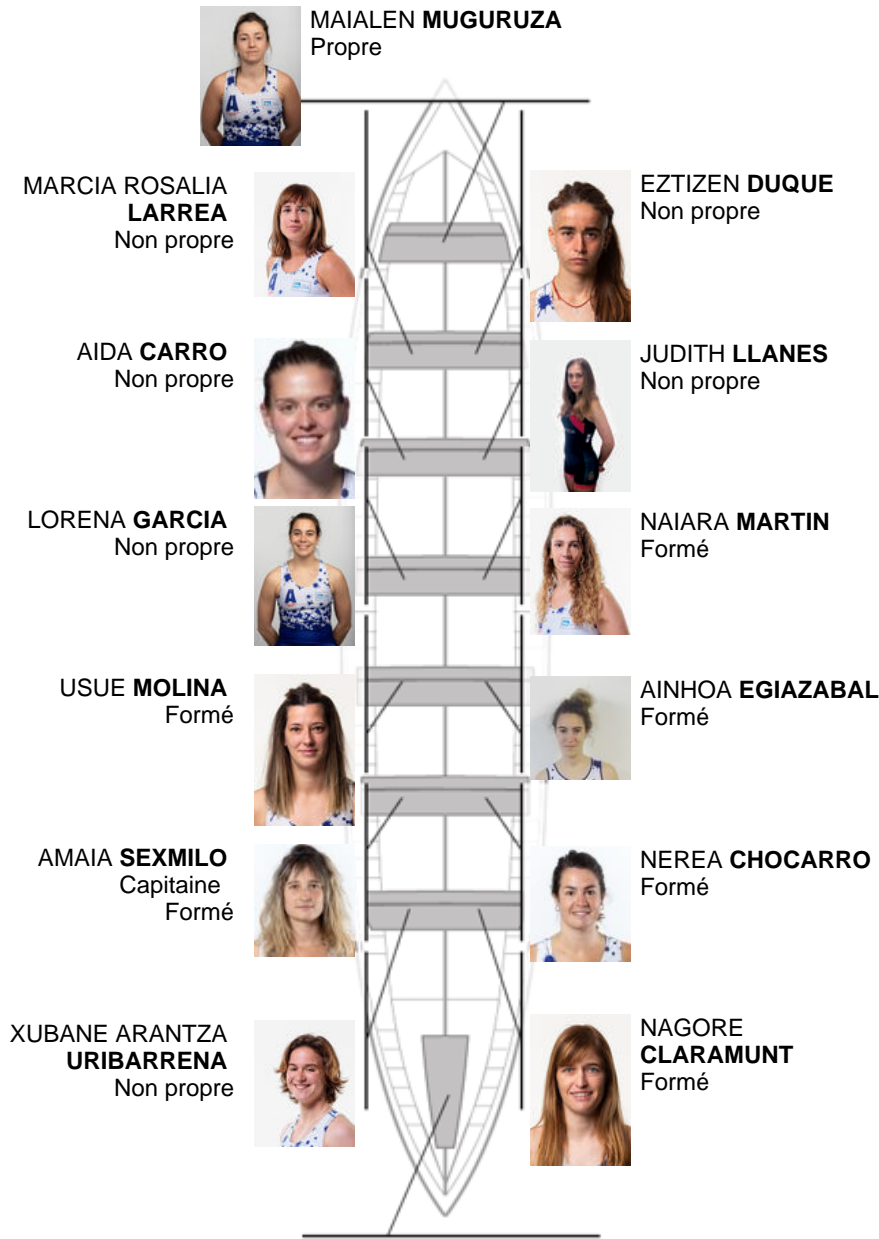 MAIALEN MUGURUZA
Propre
MARCIA ROSALIA
LARREA
Non propre
EZTIZEN DUQUE
Non propre
AIDA CARRO
Non propre
JUDITH LLANES
Non propre
LORENA GARCIA
Non propre
NAIARA MARTIN
Formé
USUE MOLINA
Formé
AINHOA EGIAZABAL
Formé
AMAIA SEXMILO
Capitaine
Formé
NEREA CHOCARRO
Formé
XUBANE ARANTZA
URIBARRENA
Non propre
NAGORE
CLARAMUNT
Formé